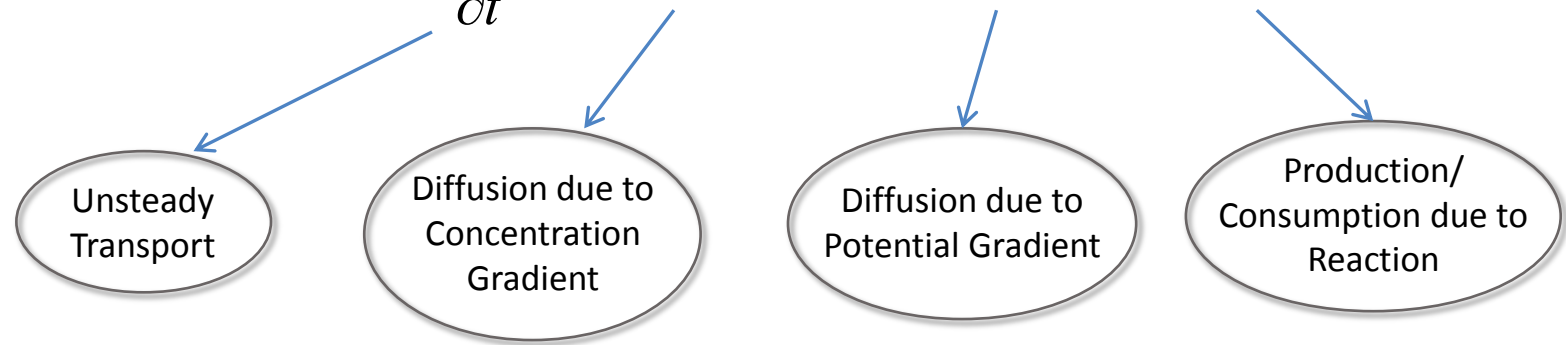 ∂t
Unsteady
Transport
Diffusion due to
Concentration
Gradient
Diffusion due to
Potential Gradient
Production/
Consumption due to
Reaction